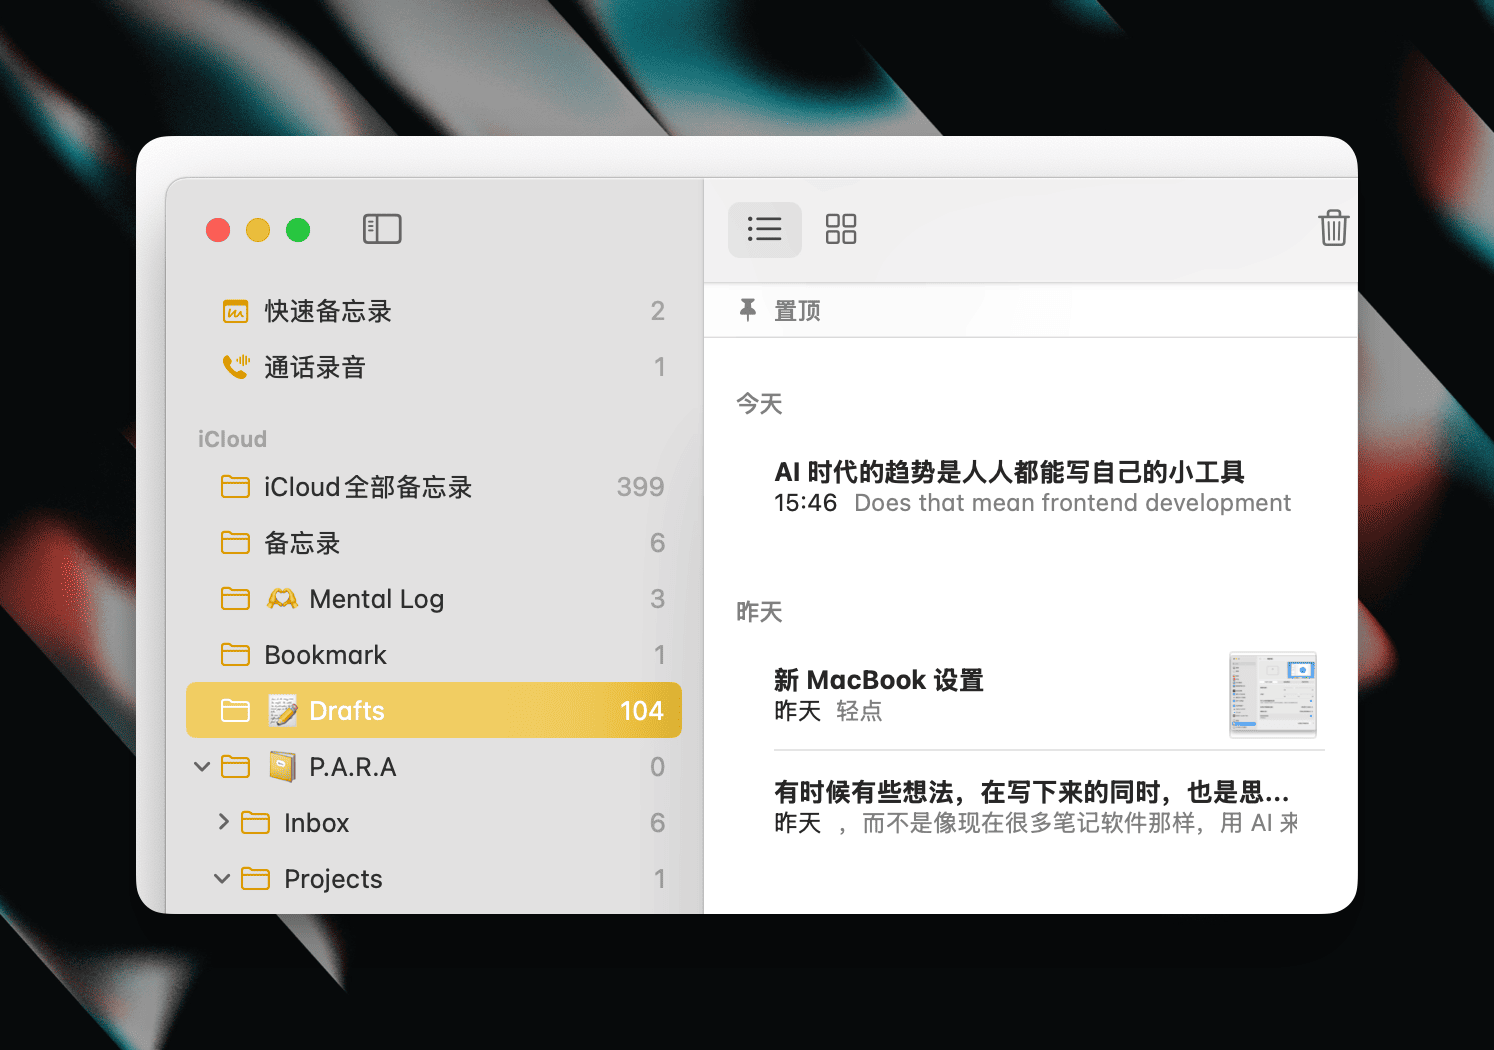 快速备忘录 2
通话录音 1
iCloud
iCloud全部备忘录 399
备忘录 6
Mental Log 3
Bookmark 1
Drafts 104
P.A.R.A 0
Inbox 6
Projects 1
置顶
今天
AI 时代的趋势是人人都能写自己的小工具
15:46 Does that mean frontend development
昨天
新 MacBook 设置
昨天 轻点
有时候有些想法，在写下来的同时，也是思...
昨天 ，而不是像现在很多笔记软件那样，用 AI 来